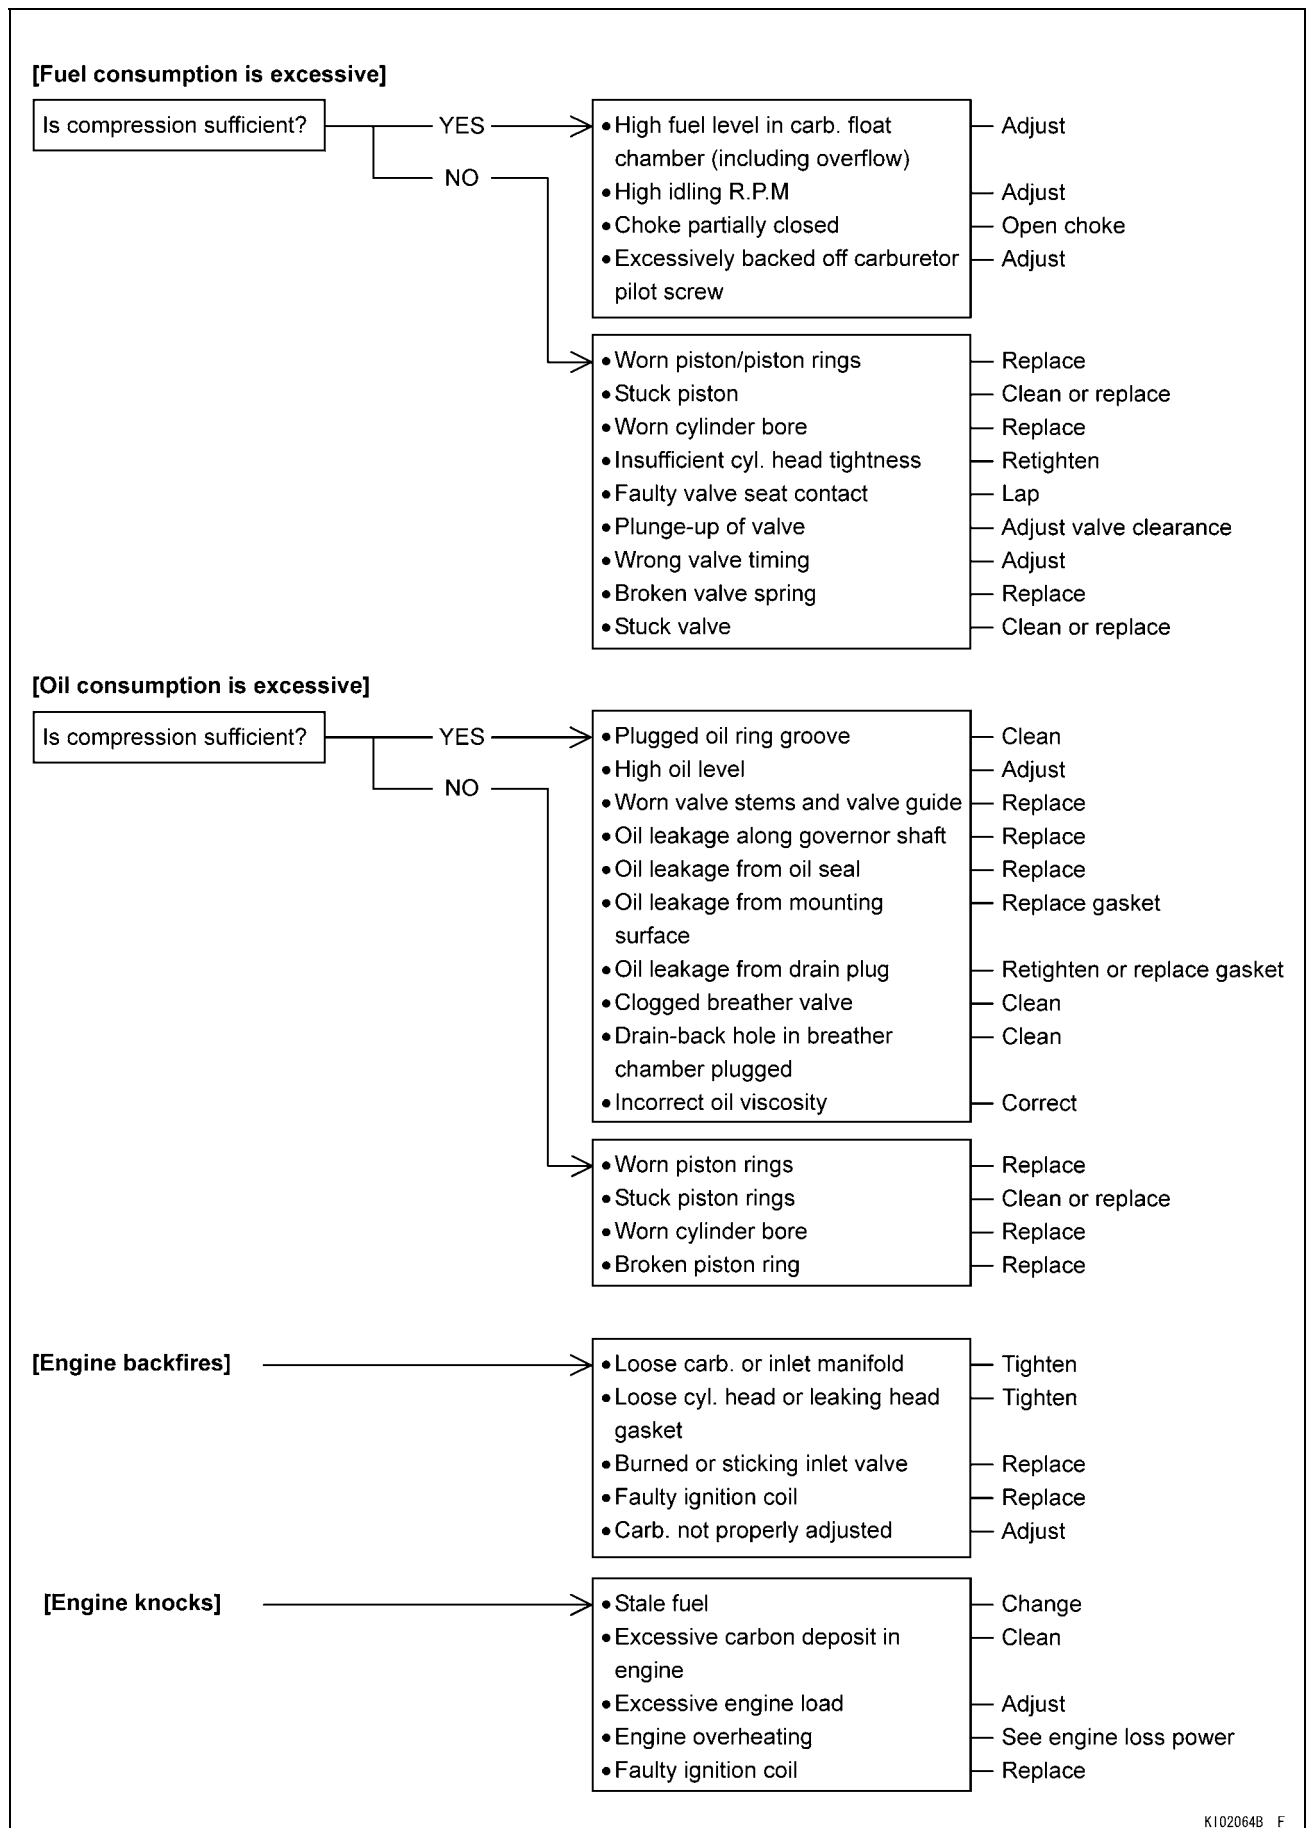 [Fuel consumption is excessive]
Is compression sufficient?
YES
NO
•High fuel level in carb. float
chamber (including overflow)
•High idling R.P.M
•Choke partially closed
•Excessively backed off carburetor
pilot screw
Adjust
Adjust
Open choke
Adjust
•Worn piston/piston rings
•Stuck piston
•Worn cylinder bore
•Insufficient cyl. head tightness
•Faulty valve seat contact
•Plunge-up of valve
•Wrong valve timing
•Broken valve spring
•Stuck valve
Replace
Clean or replace
Replace
Retighten
Lap
Adjust valve clearance
Adjust
Replace
Clean or replace
[Oil consumption is excessive]
Is compression sufficient?
YES
NO
•Plugged oil ring groove
•High oil level
•Worn valve stems and valve guide
•Oil leakage along governor shaft
•Oil leakage from oil seal
•Oil leakage from mounting
surface
•Oil leakage from drain plug
•Clogged breather valve
•Drain-back hole in breather
chamber plugged
•Incorrect oil viscosity
Clean
Adjust
Replace
Replace
Replace
Replace gasket
Retighten or replace gasket
Clean
Clean
Correct
•Worn piston rings
•Stuck piston rings
•Worn cylinder bore
•Broken piston ring
Replace
Clean or replace
Replace
Replace
[Engine backfires]
•Loose carb. or inlet manifold
•Loose cyl. head or leaking head
gasket
•Burned or sticking inlet valve
•Faulty ignition coil
•Carb. not properly adjusted
Tighten
Tighten
Replace
Replace
Adjust
[Engine knocks]
•Stale fuel
•Excessive carbon deposit in
engine
•Excessive engine load
•Engine overheating
•Faulty ignition coil
Change
Clean
Adjust
See engine loss power
Replace
KI02064B F